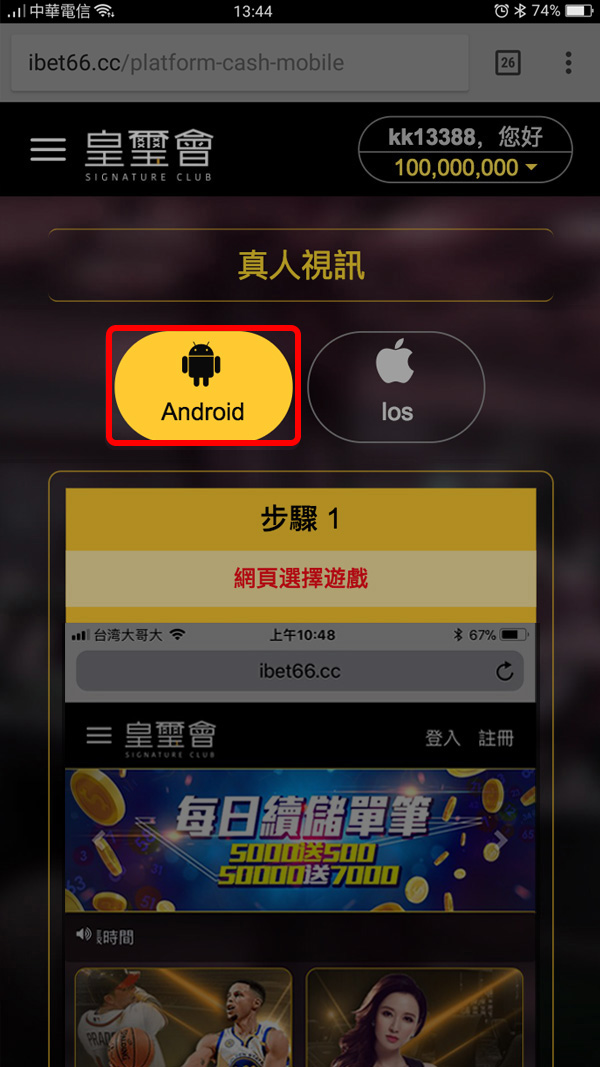 中華電信 13:44 74%
ibet66.cc/platform-cash-mobile 26
皇璽會
SIGNATURE CLUB
kk13388，您好
100,000,000
真人視訊
Android
Ios
步驟 1
網頁選擇遊戲
台湾大哥大 上午10:48 67%
ibet66.cc
皇璽會
SIGNATURE CLUB
登入 註冊
每日續儲單筆
5000送500
50000送7000
時間